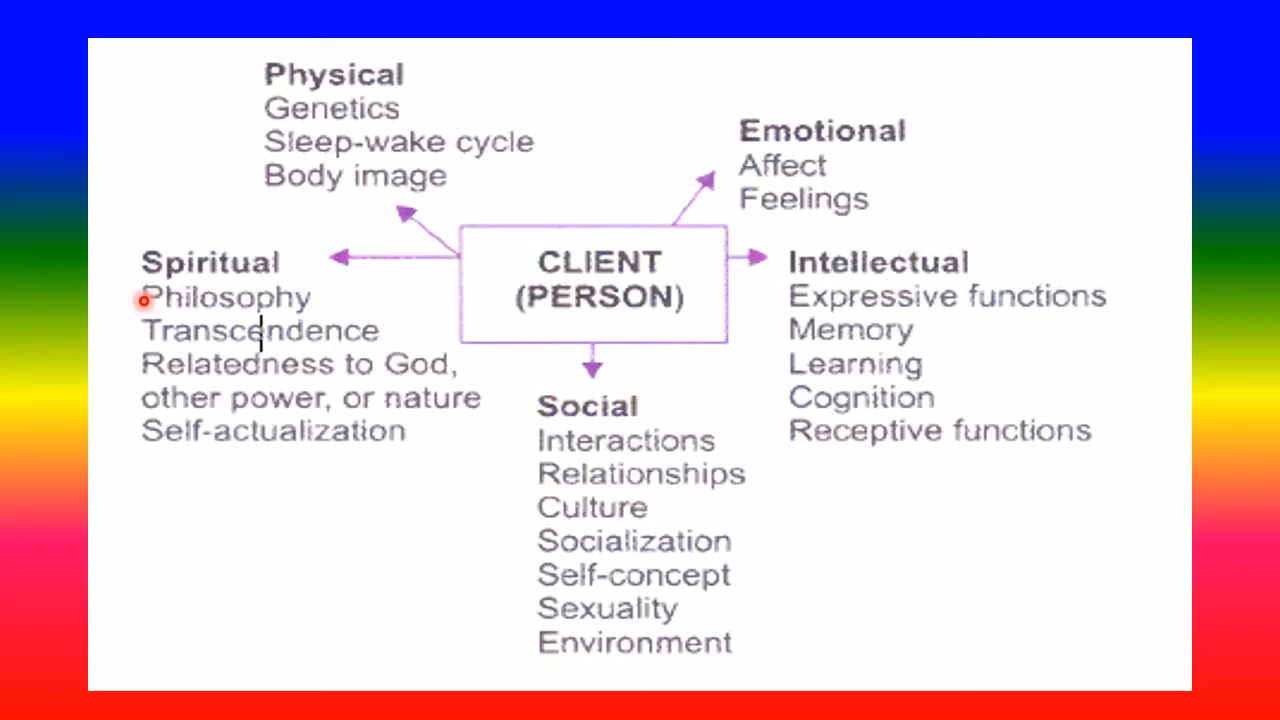 Physical
Genetics
Sleep-wake cycle
Body image
Emotional
Affect
Feelings
Spiritual
Philosophy
Transcendence
Relatedness to God,
other power, or nature
Self-actualization
CLIENT
(PERSON)
Intellectual
Expressive functions
Memory
Learning
Cognition
Receptive functions
Social
Interactions
Relationships
Culture
Socialization
Self-concept
Sexuality
Environment